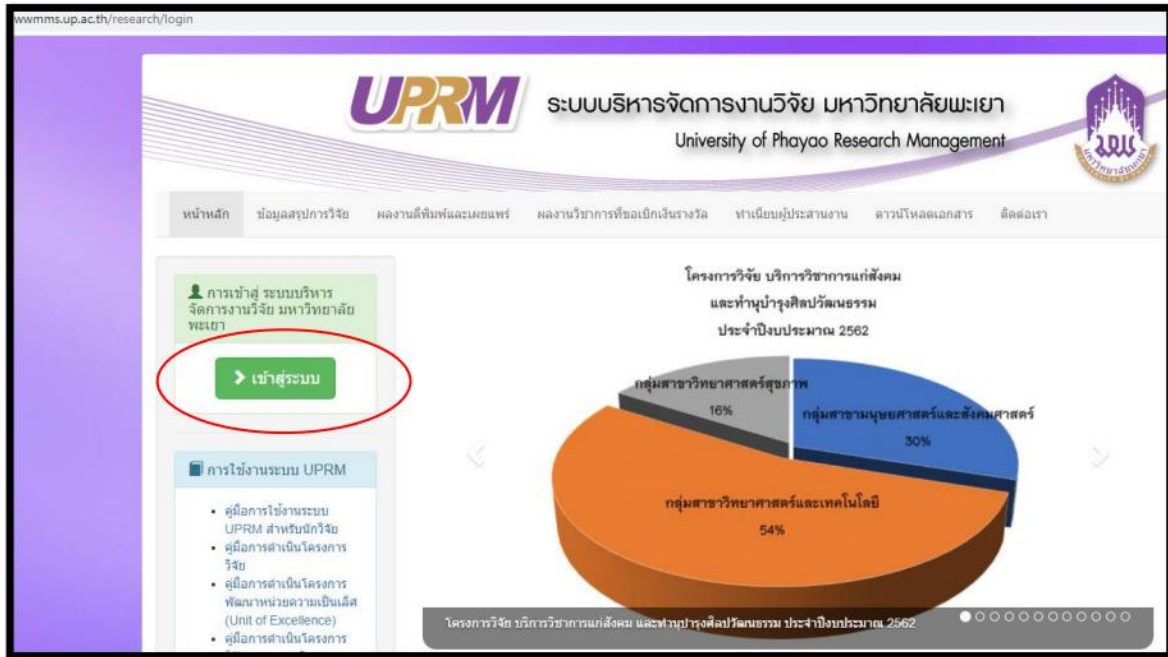 wwmms.up.ac.th/research/login
UPRM
ระบบบริหารจัดการงานวิจัย มหาวิทยาลัยพะเยา
University of Phayao Research Management
มหาวิทยาลัยพะเยา
หน้าหลัก ข้อมูลสรุปการวิจัย ผลงานตีพิมพ์และเผยแพร่ ผลงานวิชาการที่ขอเบิกเงินรางวัล ทำเนียบผู้ประสานงาน ดาวน์โหลดเอกสาร ติดต่อเรา
การเข้าสู่ ระบบบริหาร
จัดการงานวิจัย มหาวิทยาลัย
พะเยา
เข้าสู่ระบบ
การใช้งานระบบ UPRM
คู่มือการใช้งานระบบ
UPRM สำหรับนักวิจัย
คู่มือการดำเนินโครงการ
วิจัย
คู่มือการดำเนินโครงการ
พัฒนาหน่วยความเป็นเลิศ
(Unit of Excellence)
คู่มือการดำเนินโครงการ
โครงการวิจัย บริการวิชาการแก่สังคม
และทำนุบำรุงศิลปวัฒนธรรม
ประจำปีงบประมาณ 2562
กลุ่มสาขาวิทยาศาสตร์สุขภาพ
16%
กลุ่มสาขามนุษยศาสตร์และสังคมศาสตร์
30%
กลุ่มสาขาวิทยาศาสตร์และเทคโนโลยี
54%
โครงการวิจัย บริการวิชาการแก่สังคม และทำนุบำรุงศิลปวัฒนธรรม ประจำปีงบประมาณ 2562